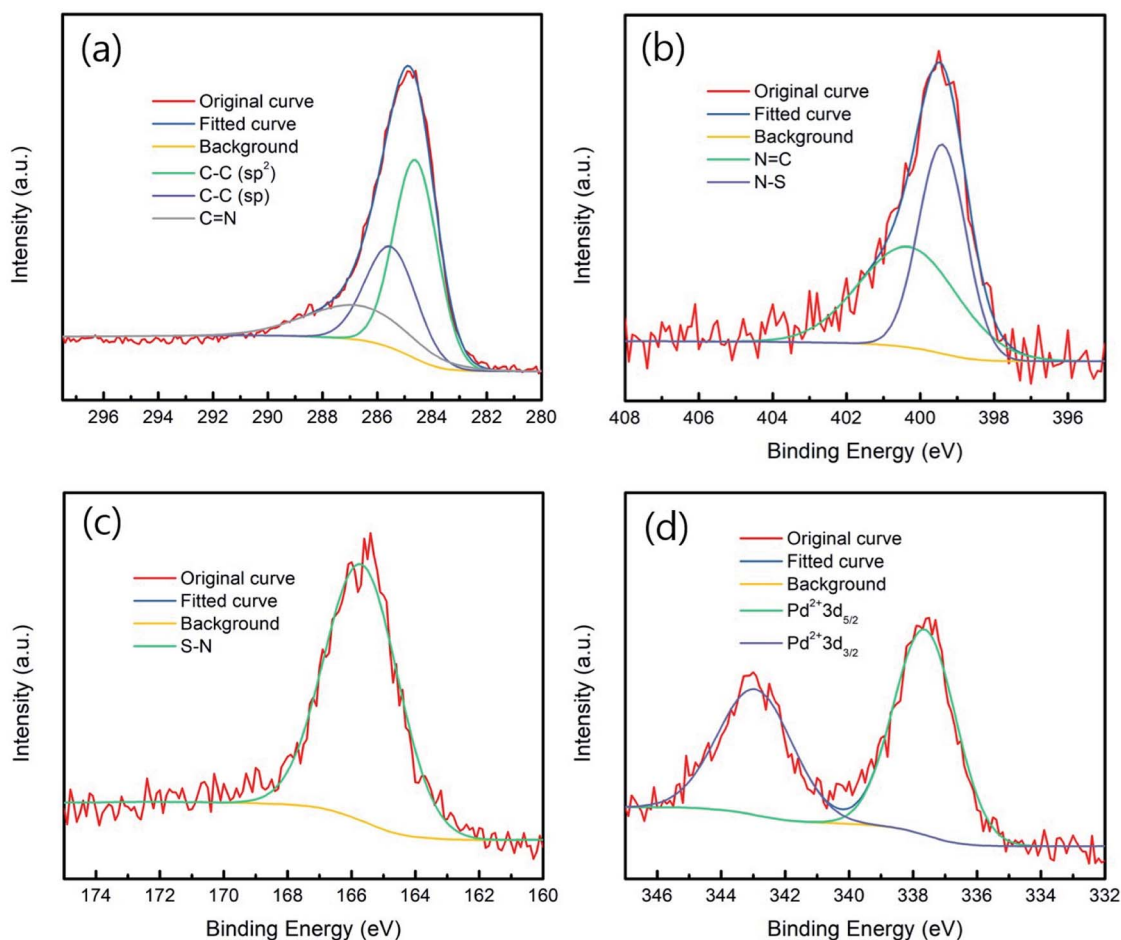 (a)
Original curve
Fitted curve
Background
C-C (sp²)
C-C (sp)
C=N
Intensity (a.u.)
296 294 292 290 288 286 284 282 280
(b)
Original curve
Fitted curve
Background
N=C
N-S
Intensity (a.u.)
408 406 404 402 400 398 396
Binding Energy (eV)
(c)
Original curve
Fitted curve
Background
S-N
Intensity (a.u.)
174 172 170 168 166 164 162 160
Binding Energy (eV)
(d)
Original curve
Fitted curve
Background
Pd²⁺3d₅/₂
Pd²⁺3d₃/₂
Intensity (a.u.)
346 344 342 340 338 336 334 332
Binding Energy (eV)